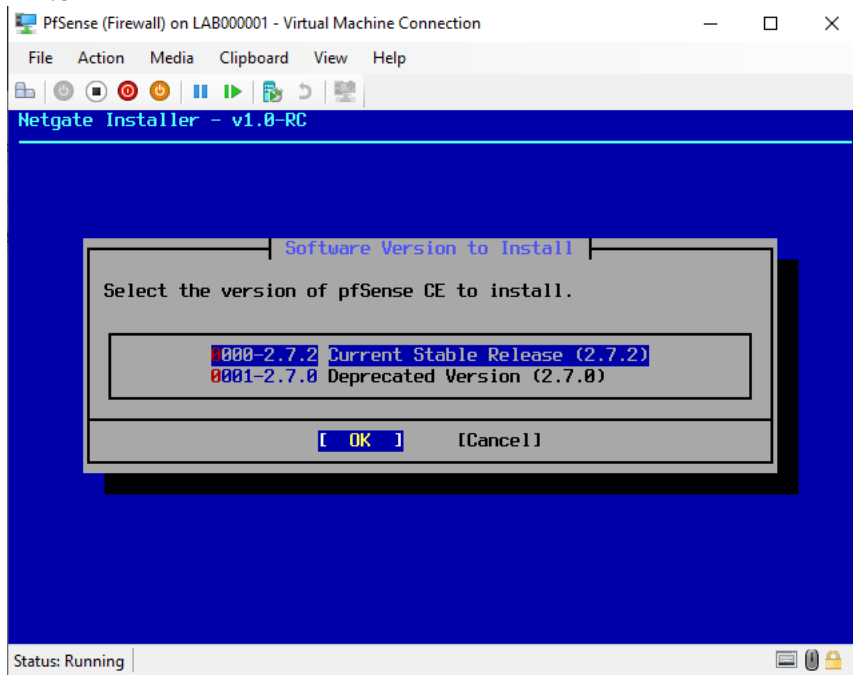 PfSense (Firewall) on LAB000001 - Virtual Machine Connection
File Action Media Clipboard View Help
Netgate Installer - v1.0-RC
Software Version to Install
Select the version of pfSense CE to install.
0000-2.7.2 Current Stable Release (2.7.2)
0001-2.7.0 Deprecated Version (2.7.0)
[ OK ] [Cancel]
Status: Running